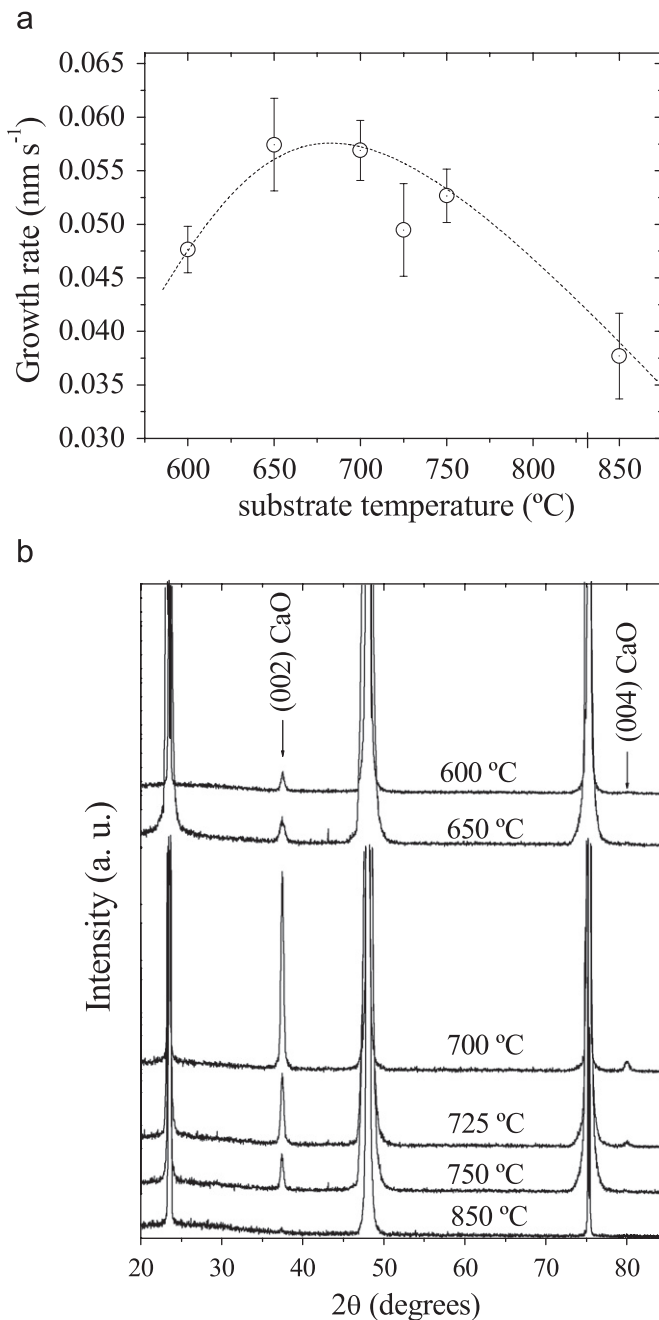 a
0.065
0.060
0.055
0.050
0.045
0.040
0.035
0.030
Growth rate (nm s⁻¹)
600 650 700 750 800 850
substrate temperature (ºC)
b
(002) CaO
(004) CaO
600 ºC
650 ºC
700 ºC
725 ºC
750 ºC
850 ºC
Intensity (a. u.)
20 30 40 50 60 70 80
2θ (degrees)